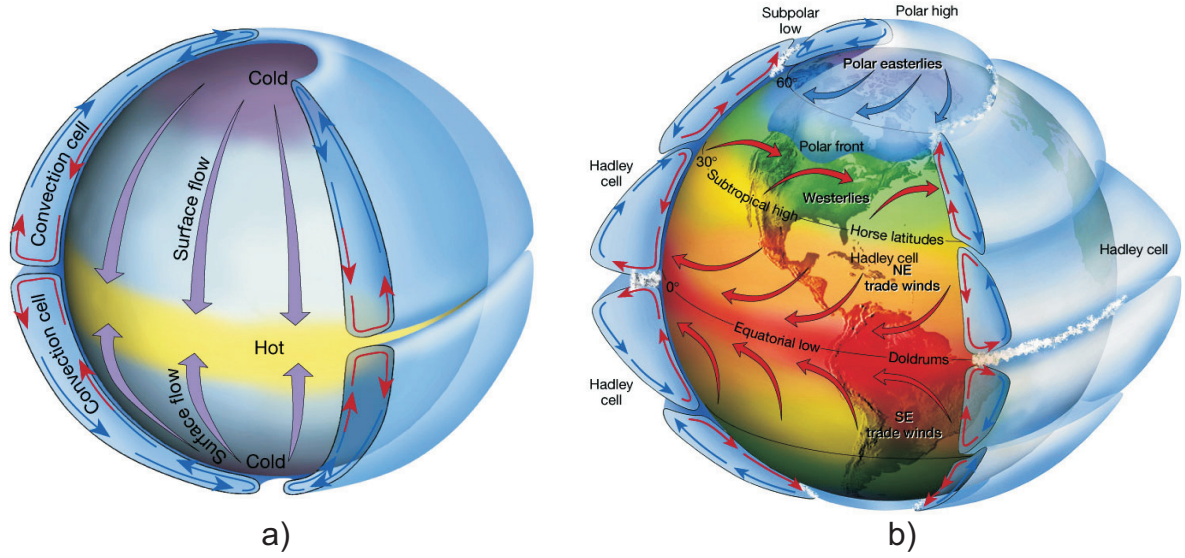 Cold
Convection cell
Surface flow
Hot
Convection cell
Surface flow
Cold
a)
Subpolar
low
Polar high
Polar easterlies
60°
Hadley
cell
30°
Polar front
Subtropical high
Westerlies
Horse latitudes
Hadley cell
Hadley cell
NE
trade winds
0°
Equatorial low
Doldrums
Hadley
cell
SE
trade winds
b)